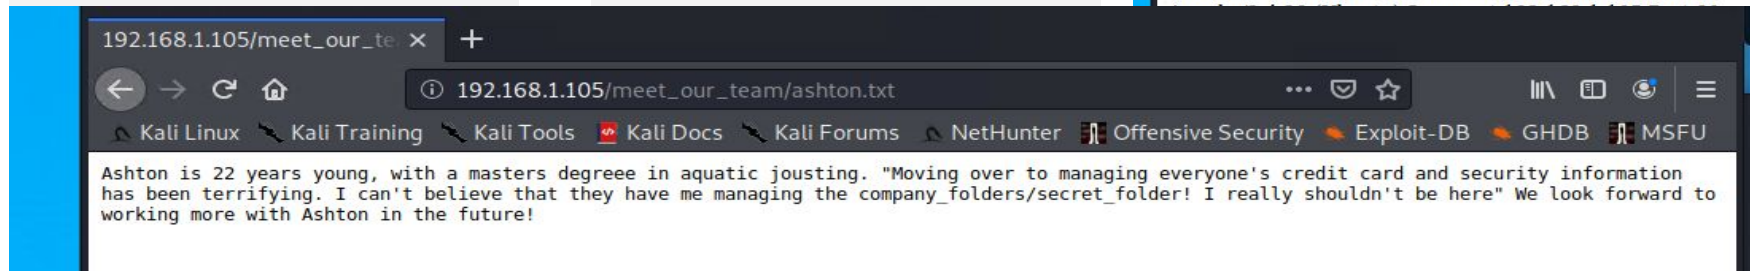 192.168.1.105/meet_our_te
192.168.1.105/meet_our_team/ashton.txt
Kali Linux Kali Training Kali Tools Kali Docs Kali Forums NetHunter Offensive Security Exploit-DB GHDB MSFU
Ashton is 22 years young, with a masters degreee in aquatic jousting. "Moving over to managing everyone's credit card and security information
has been terrifying. I can't believe that they have me managing the company_folders/secret_folder! I really shouldn't be here" We look forward to
working more with Ashton in the future!